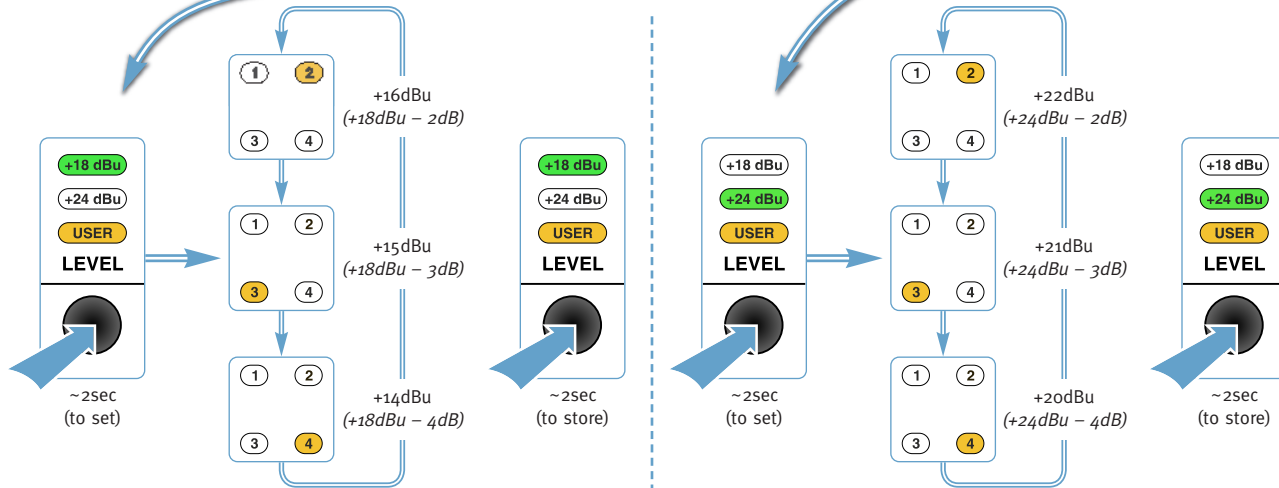 1 2
3 4
+16dBu
(+18dBu – 2dB)
+18 dBu
+24 dBu
USER
LEVEL
~2sec
(to set)
1 2
3 4
+15dBu
(+18dBu – 3dB)
1 2
3 4
+14dBu
(+18dBu – 4dB)
+18 dBu
+24 dBu
USER
LEVEL
~2sec
(to store)
1 2
3 4
+22dBu
(+24dBu – 2dB)
+18 dBu
+24 dBu
USER
LEVEL
~2sec
(to set)
1 2
3 4
+21dBu
(+24dBu – 3dB)
1 2
3 4
+20dBu
(+24dBu – 4dB)
+18 dBu
+24 dBu
USER
LEVEL
~2sec
(to store)